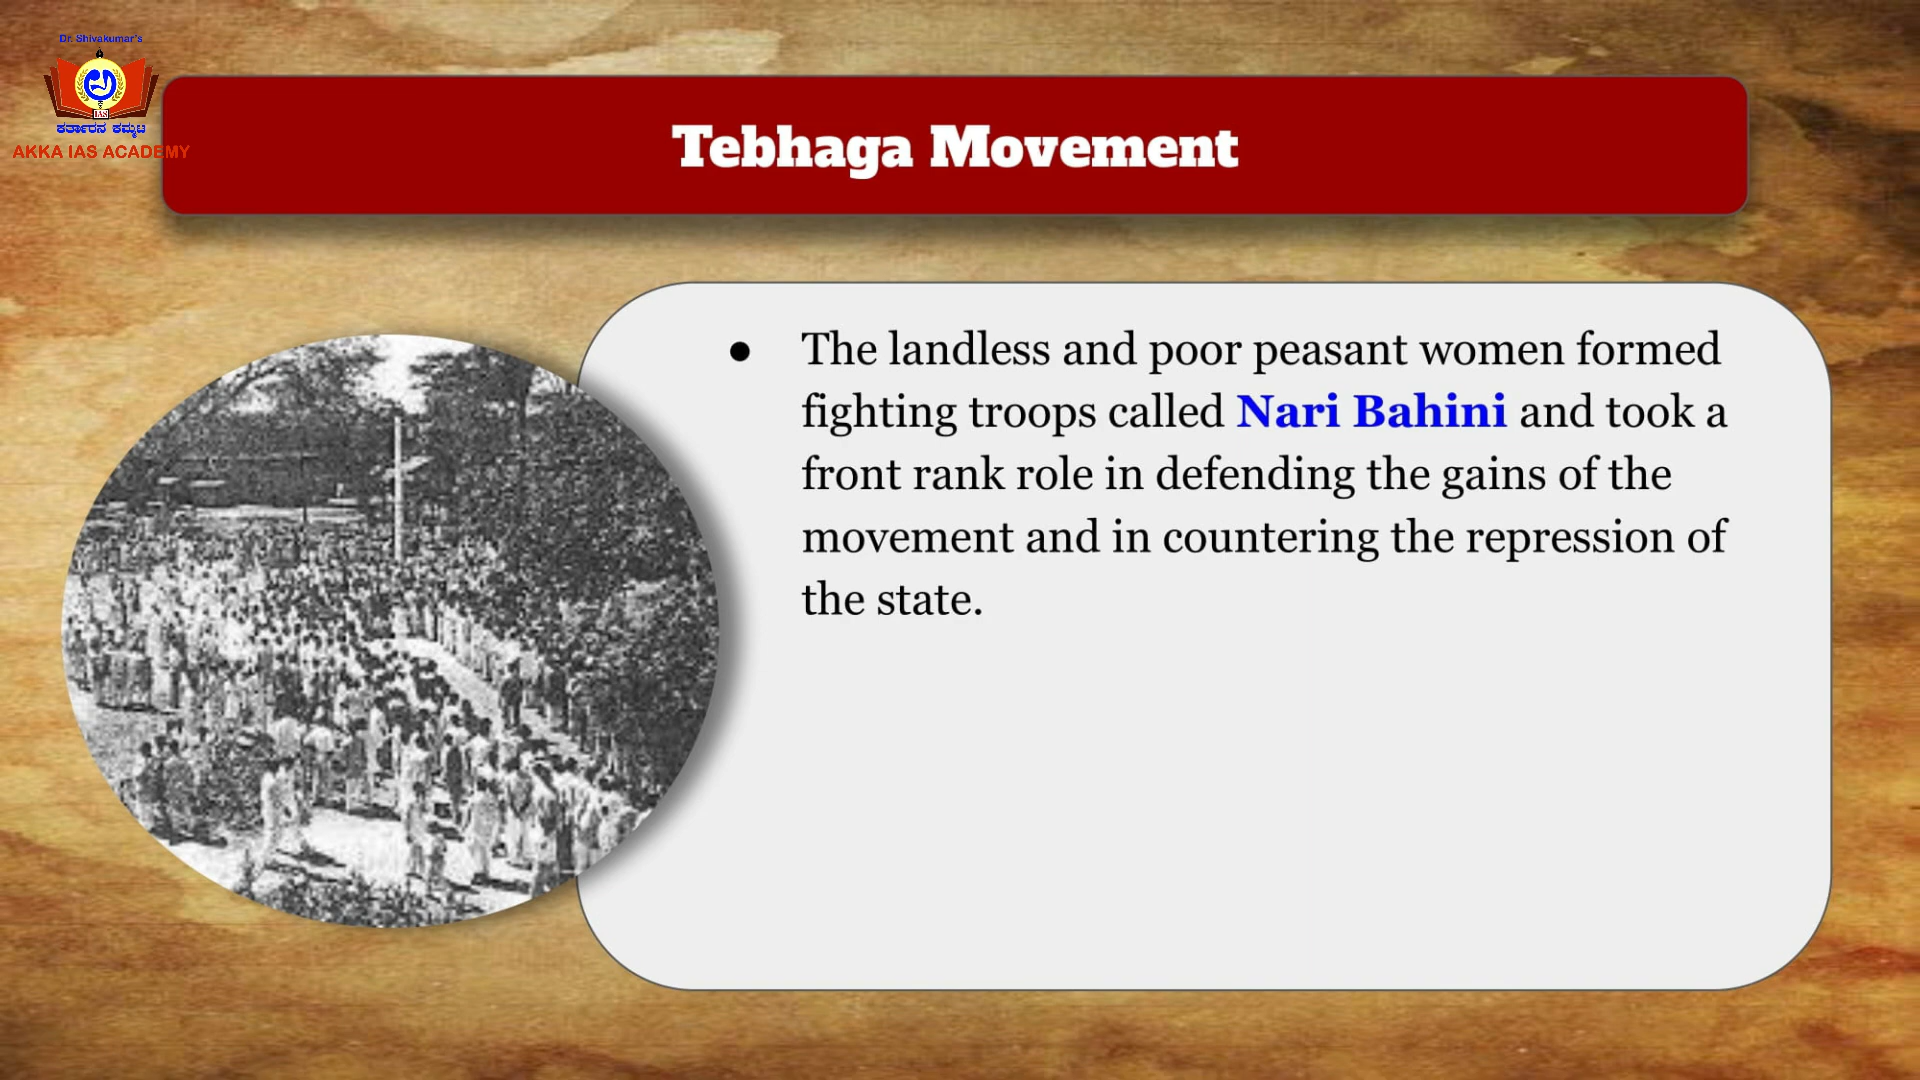 Dr. Shivakumar's
IAS
ಕರ್ತಾರನ ಕಮ್ಮಟ
AKKA IAS ACADEMY
Tebhaga Movement
● The landless and poor peasant women formed
fighting troops called Nari Bahini and took a
front rank role in defending the gains of the
movement and in countering the repression of
the state.